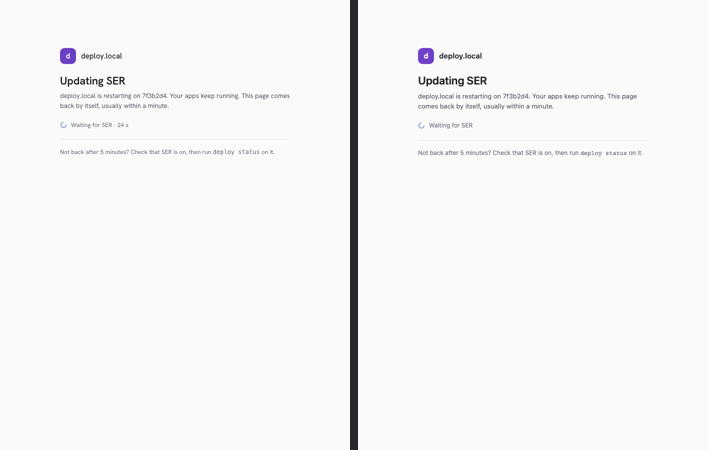 d deploy.local
Updating SER
deploy.local is restarting on 7f3b2d4. Your apps keep running. This page comes
back by itself, usually within a minute.
Waiting for SER · 24 s
Not back after 5 minutes? Check that SER is on, then run deploy status on it.
d deploy.local
Updating SER
deploy.local is restarting on 7f3b2d4. Your apps keep running. This page
comes back by itself, usually within a minute.
Waiting for SER
Not back after 5 minutes? Check that SER is on, then run deploy status on it.